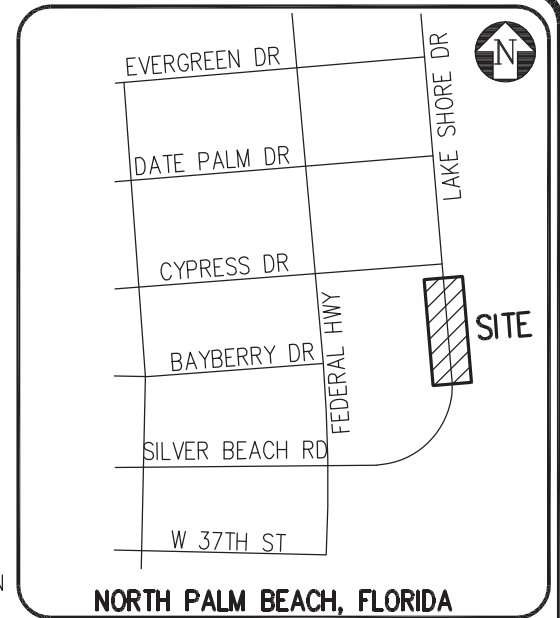 EVERGREEN DR
LAKE SHORE DR
N
DATE PALM DR
CYPRESS DR
FEDERAL HWY
SITE
BAYBERRY DR
SILVER BEACH RD
W 37TH ST
N
NORTH PALM BEACH, FLORIDA